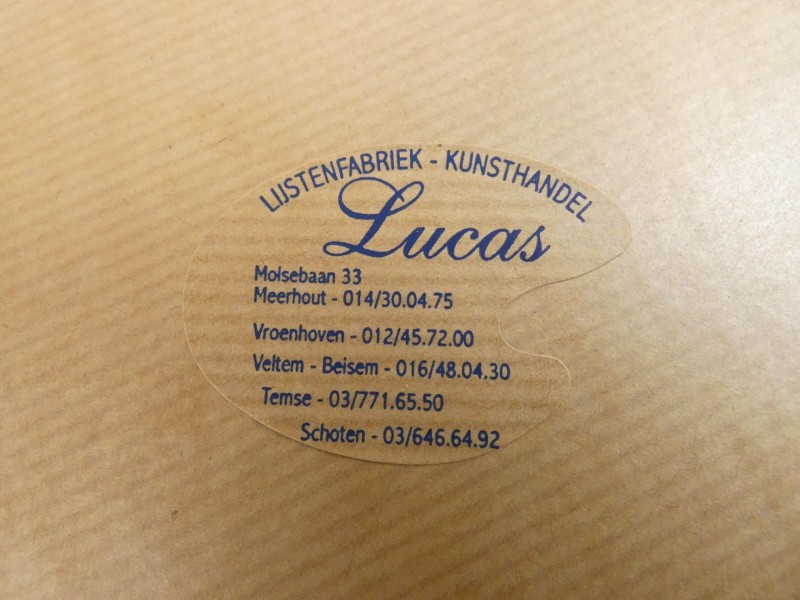 LIJSTENFABRIEK - KUNSTHANDEL
Lucas
Molsebaan 33
Meerhout - 014/30.04.75
Vroenhoven - 012/45.72.00
Veltem - Beisem - 016/48.04.30
Temse - 03/771.65.50
Schoten - 03/646.64.92